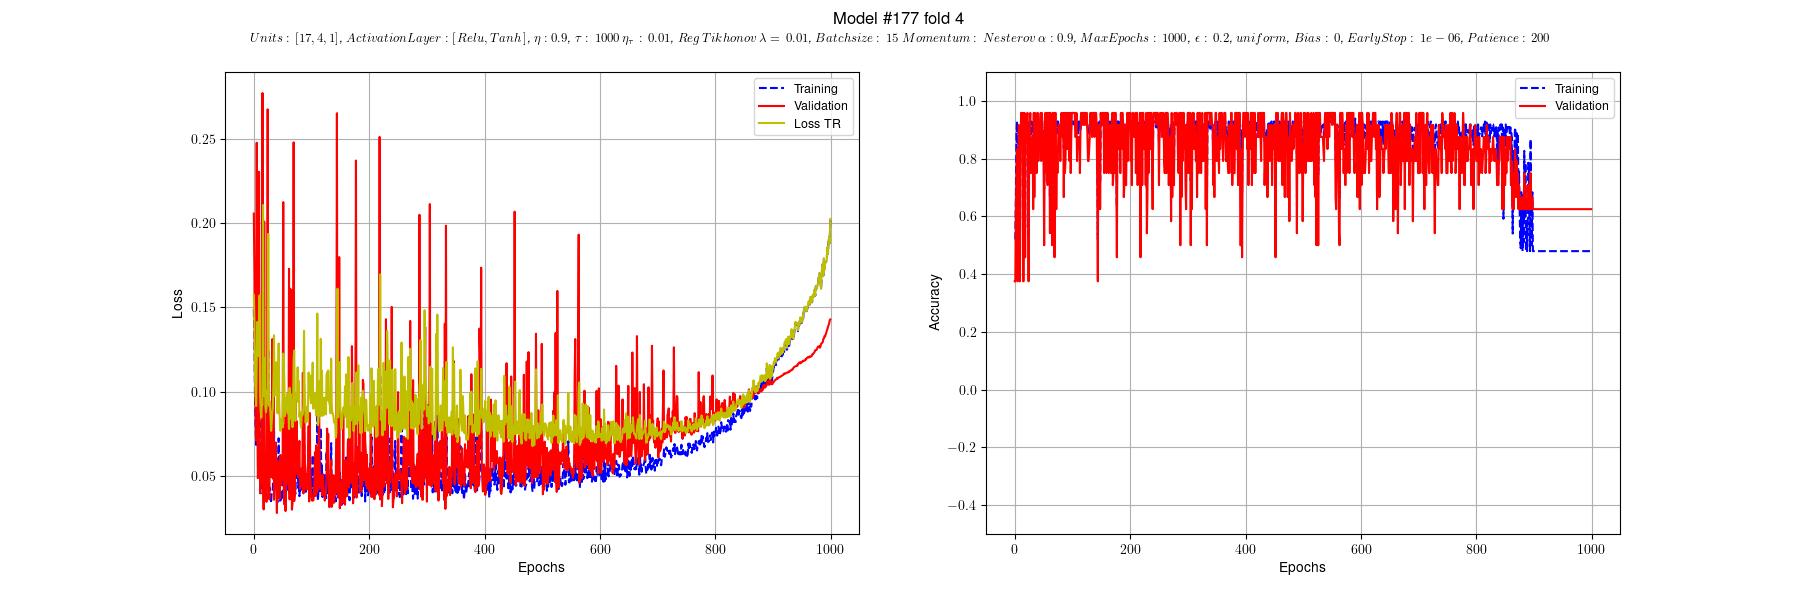 Model #177 fold 4
Units : [17, 4, 1], ActivationLayer : [Relu, Tanh], η : 0.9, τ : 1000 ητ : 0.01, Reg Tikhonov λ = 0.01, Batchsize : 15 Momentum : Nesterov α : 0.9, MaxEpochs : 1000, ϵ : 0.2, uniform, Bias : 0, EarlyStop : 1e − 06, Patience : 200
Training
Validation
Loss TR
0.25
0.20
0.15
0.10
0.05
Loss
0
200
400
600
800
1000
Epochs
Training
Validation
1.0
0.8
0.6
0.4
0.2
0.0
−0.2
−0.4
Accuracy
0
200
400
600
800
1000
Epochs